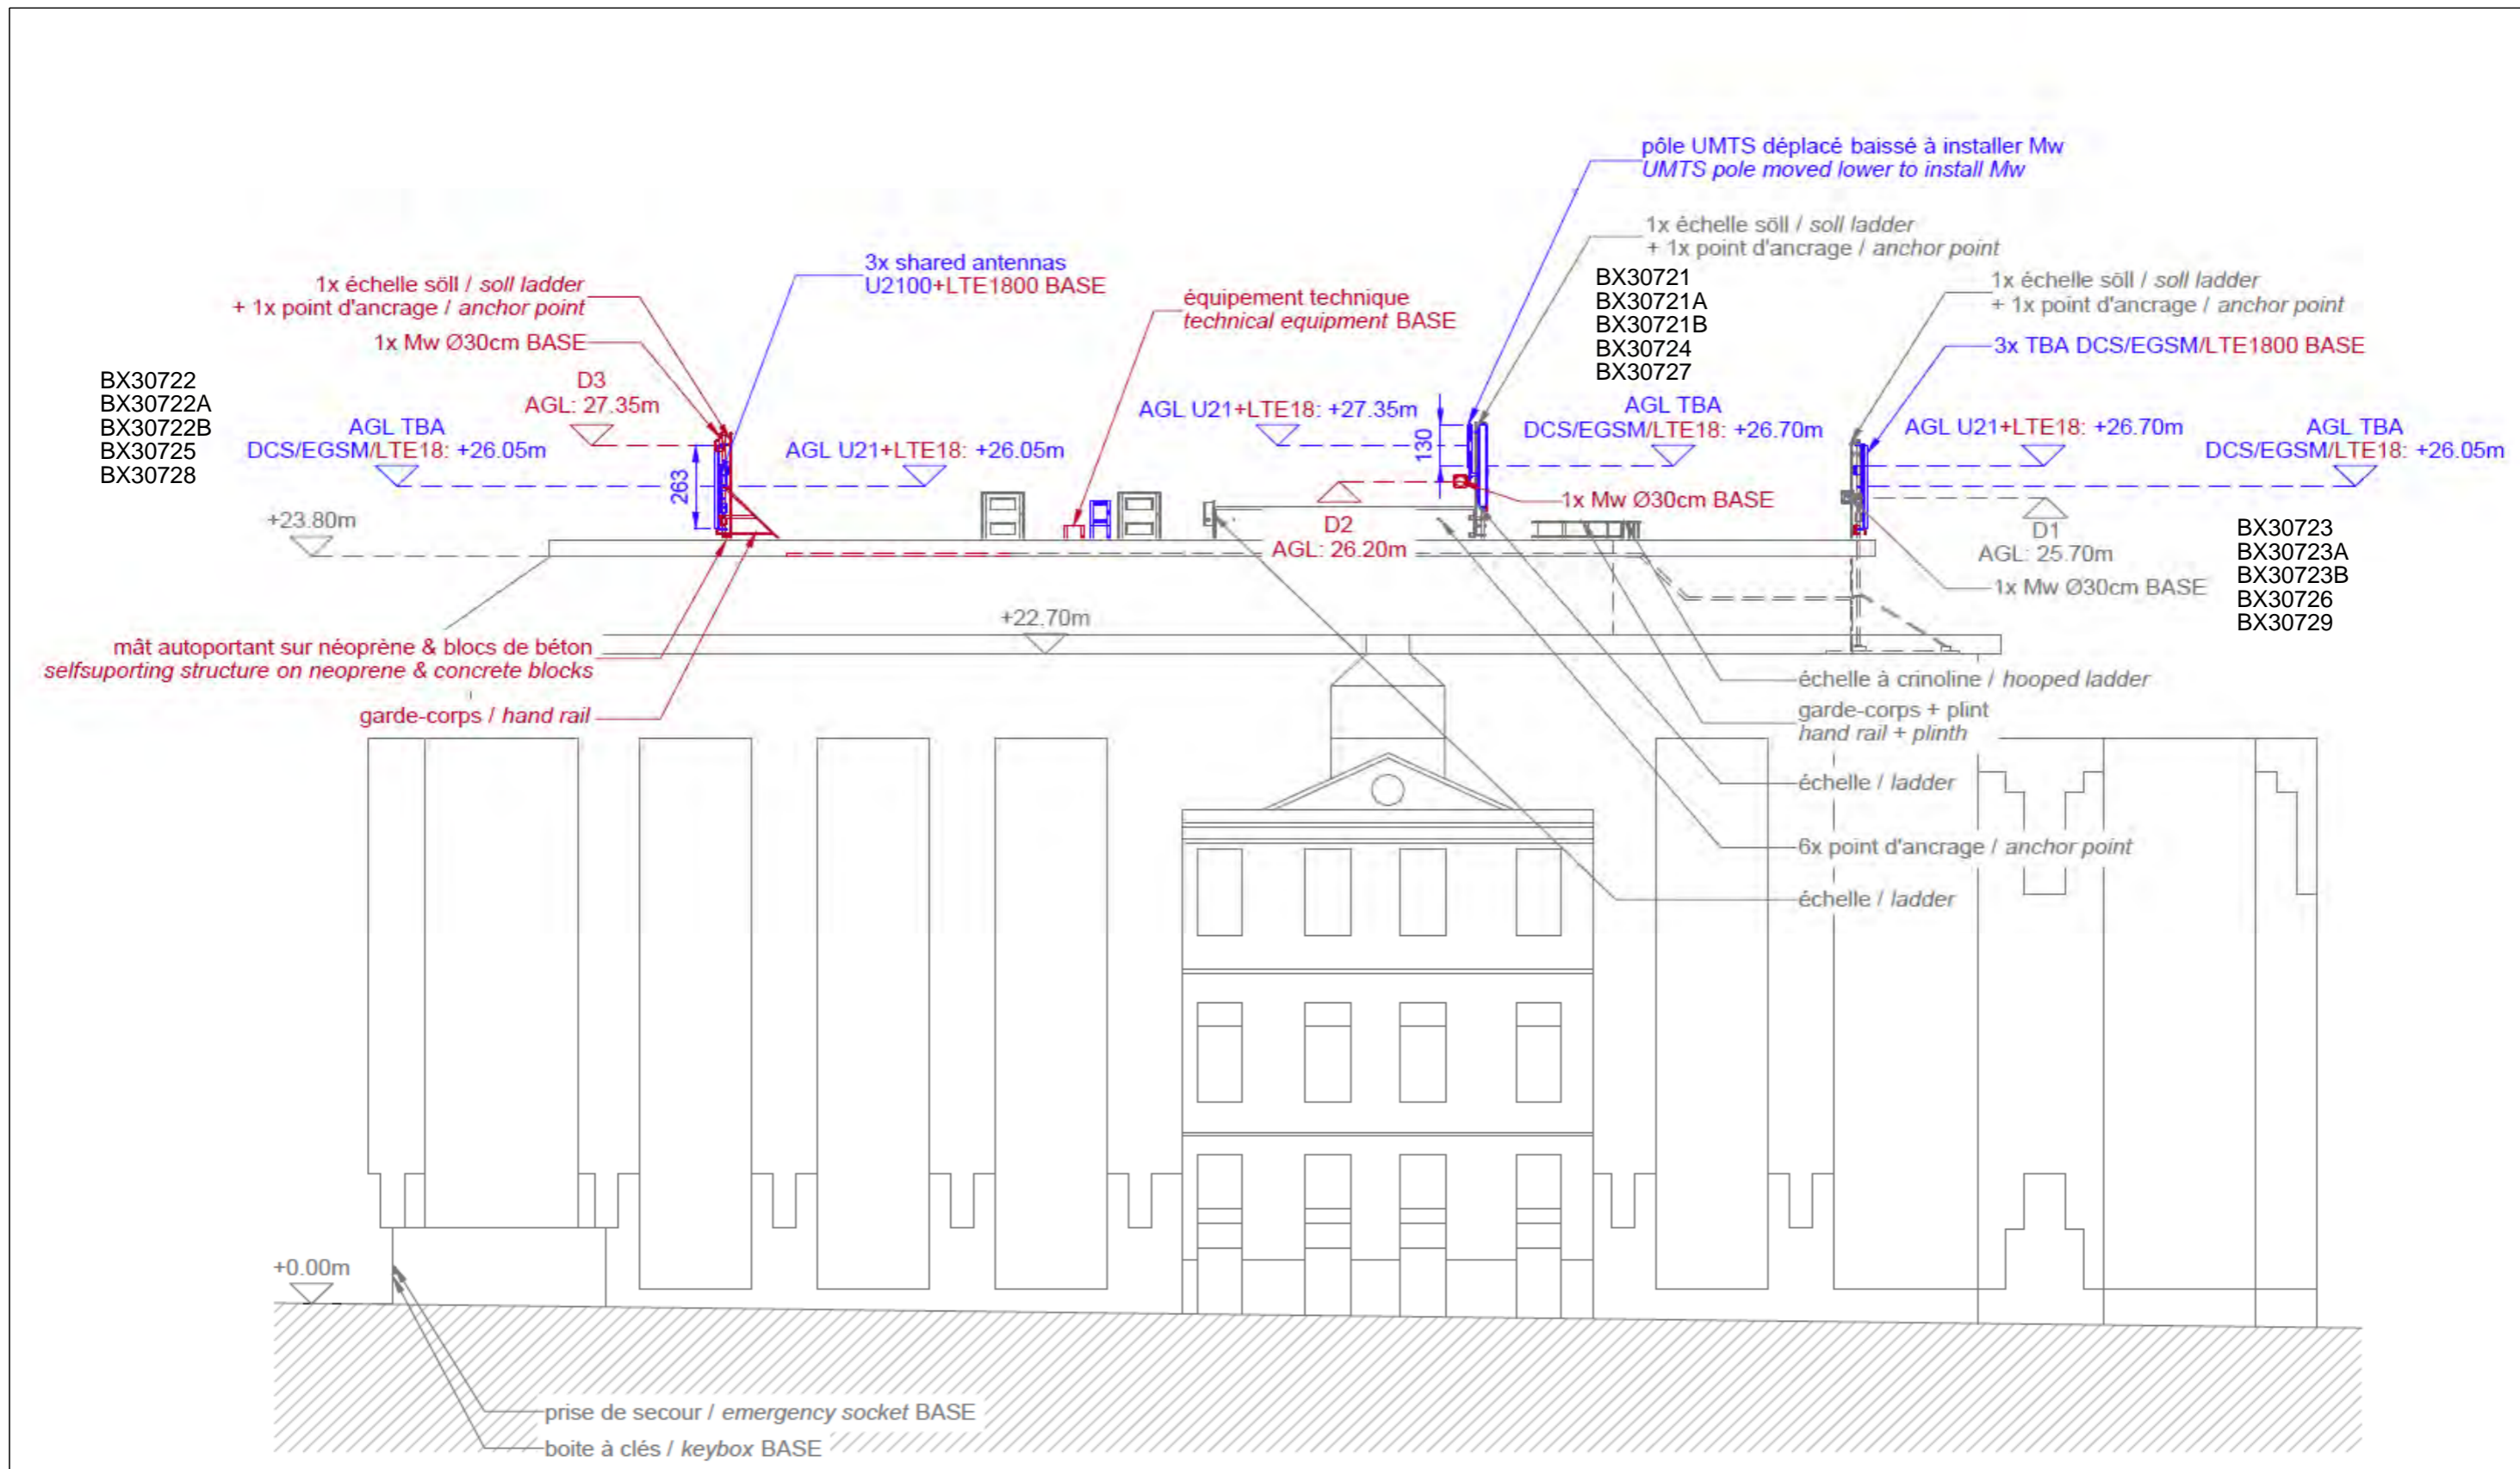 pôle UMTS déplacé baissé à installer Mw
UMTS pole moved lower to install Mw
1x échelle söll / soll ladder
+ 1x point d'ancrage / anchor point
3x shared antennas
U2100+LTE1800 BASE
1x échelle söll / soll ladder
+ 1x point d'ancrage / anchor point
1x Mw Ø30cm BASE
équipement technique
technical equipment BASE
BX30721
BX30721A
BX30721B
BX30724
BX30727
1x échelle söll / soll ladder
+ 1x point d'ancrage / anchor point
3x TBA DCS/EGSM/LTE1800 BASE
BX30722
BX30722A
BX30722B
BX30725
BX30728
D3
AGL: 27.35m
AGL TBA
DCS/EGSM/LTE18: +26.05m
263
AGL U21+LTE18: +26.05m
AGL U21+LTE18: +27.35m
130
AGL TBA
DCS/EGSM/LTE18: +26.70m
AGL U21+LTE18: +26.70m
AGL TBA
DCS/EGSM/LTE18: +26.05m
1x Mw Ø30cm BASE
D2
AGL: 26.20m
D1
AGL: 25.70m
1x Mw Ø30cm BASE
BX30723
BX30723A
BX30723B
BX30726
BX30729
+23.80m
+22.70m
mât autoportant sur néoprène & blocs de béton
selfsuporting structure on neoprene & concrete blocks
garde-corps / hand rail
échelle à crinoline / hooped ladder
garde-corps + plint
hand rail + plinth
échelle / ladder
6x point d'ancrage / anchor point
échelle / ladder
+0.00m
prise de secour / emergency socket BASE
boite à clés / keybox BASE